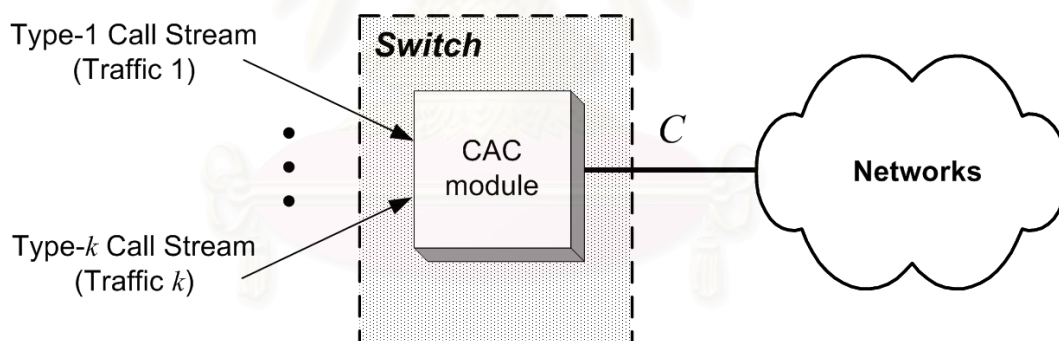 Type-1 Call Stream
(Traffic 1)
Switch
CAC
module
C
Networks
Type-k Call Stream
(Traffic k)